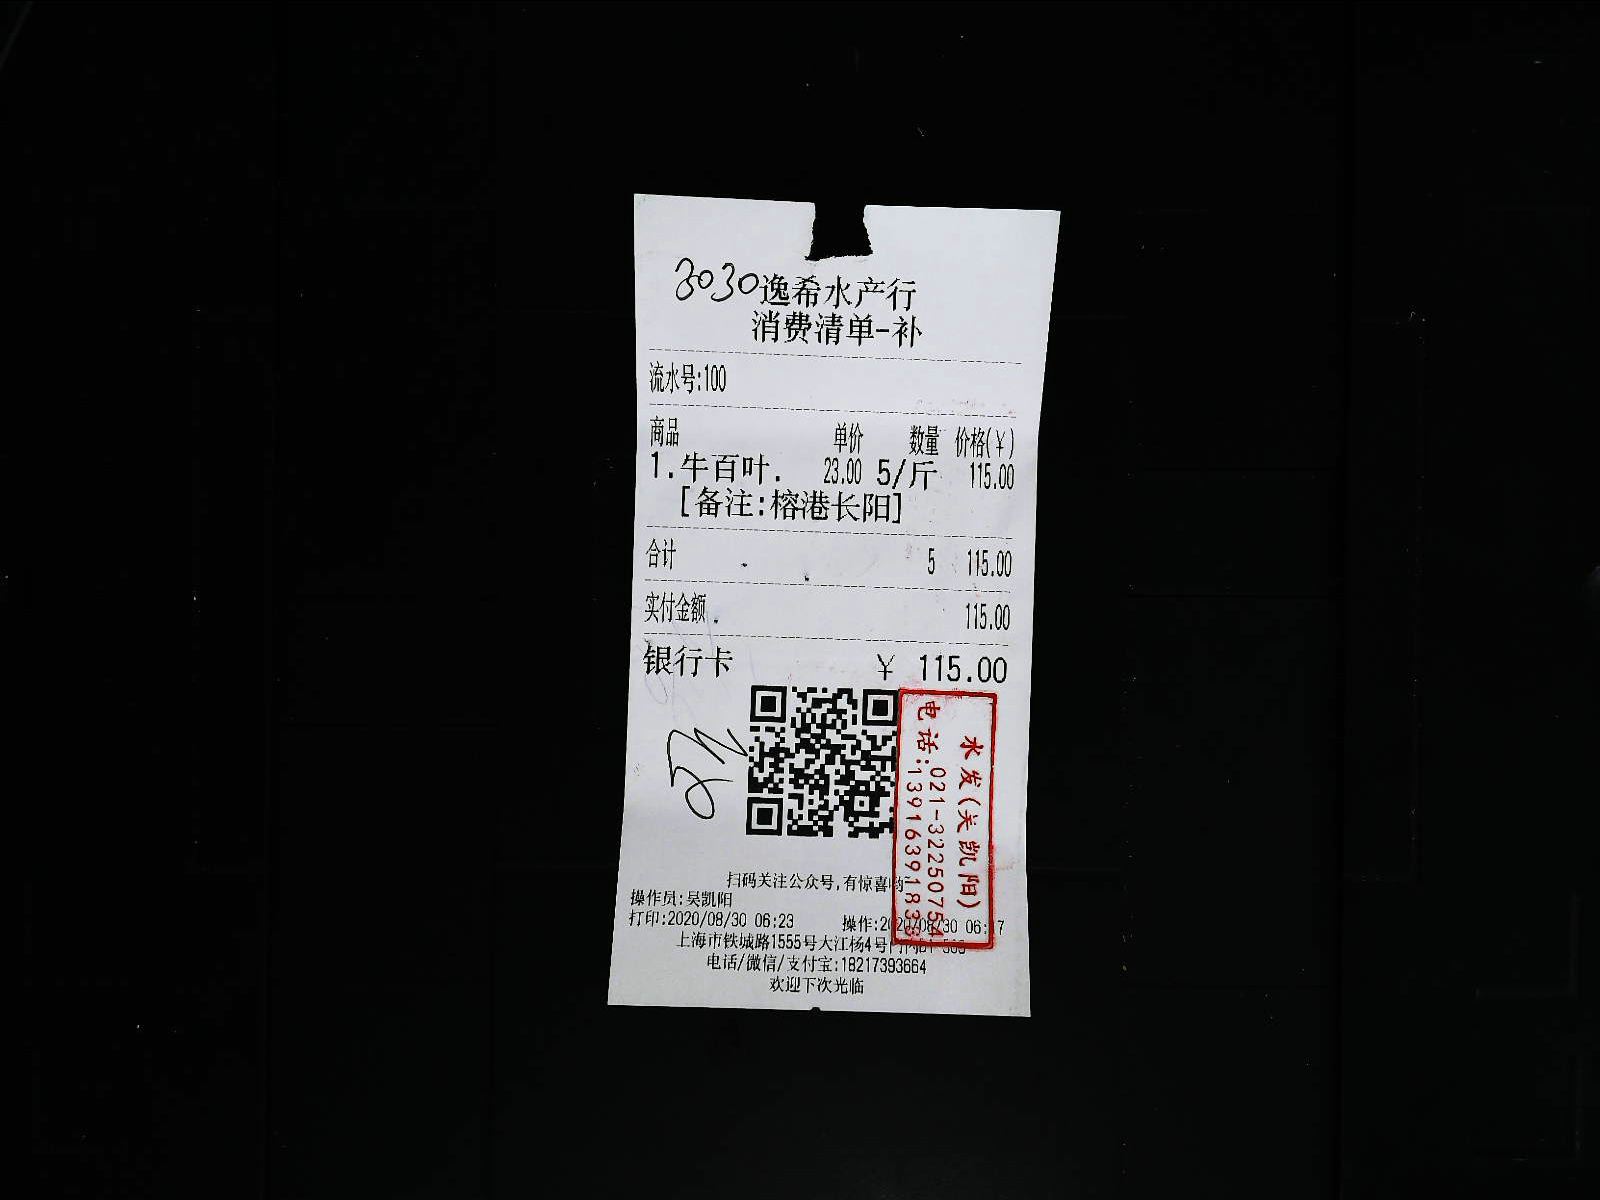 3030逸希水产行
消费清单-补
流水号:100
商品 单价 数量 价格(¥)
1.牛百叶. 23.00 5/斤 115.00
[备注:榕港长阳]
合计 5 115.00
实付金额 115.00
银行卡 ¥ 115.00
水发(关凯阳)
电话:021-32250754
13916391833
扫码关注公众号,有惊喜哟~
操作员:吴凯阳
打印:2020/08/30 06:23 操作:2020/08/30 06:17
上海市铁城路1555号大江杨4号门
电话/微信/支付宝:18217393664
欢迎下次光临